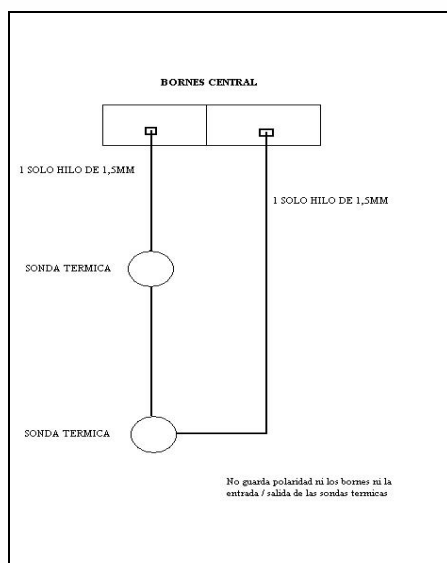 BORNES CENTRAL
1 SOLO HILO DE 1,5MM
1 SOLO HILO DE 1,5MM
SONDA TERMICA
SONDA TERMICA
No guarda polaridad ni los bornes ni la
entrada / salida de las sondas termicas